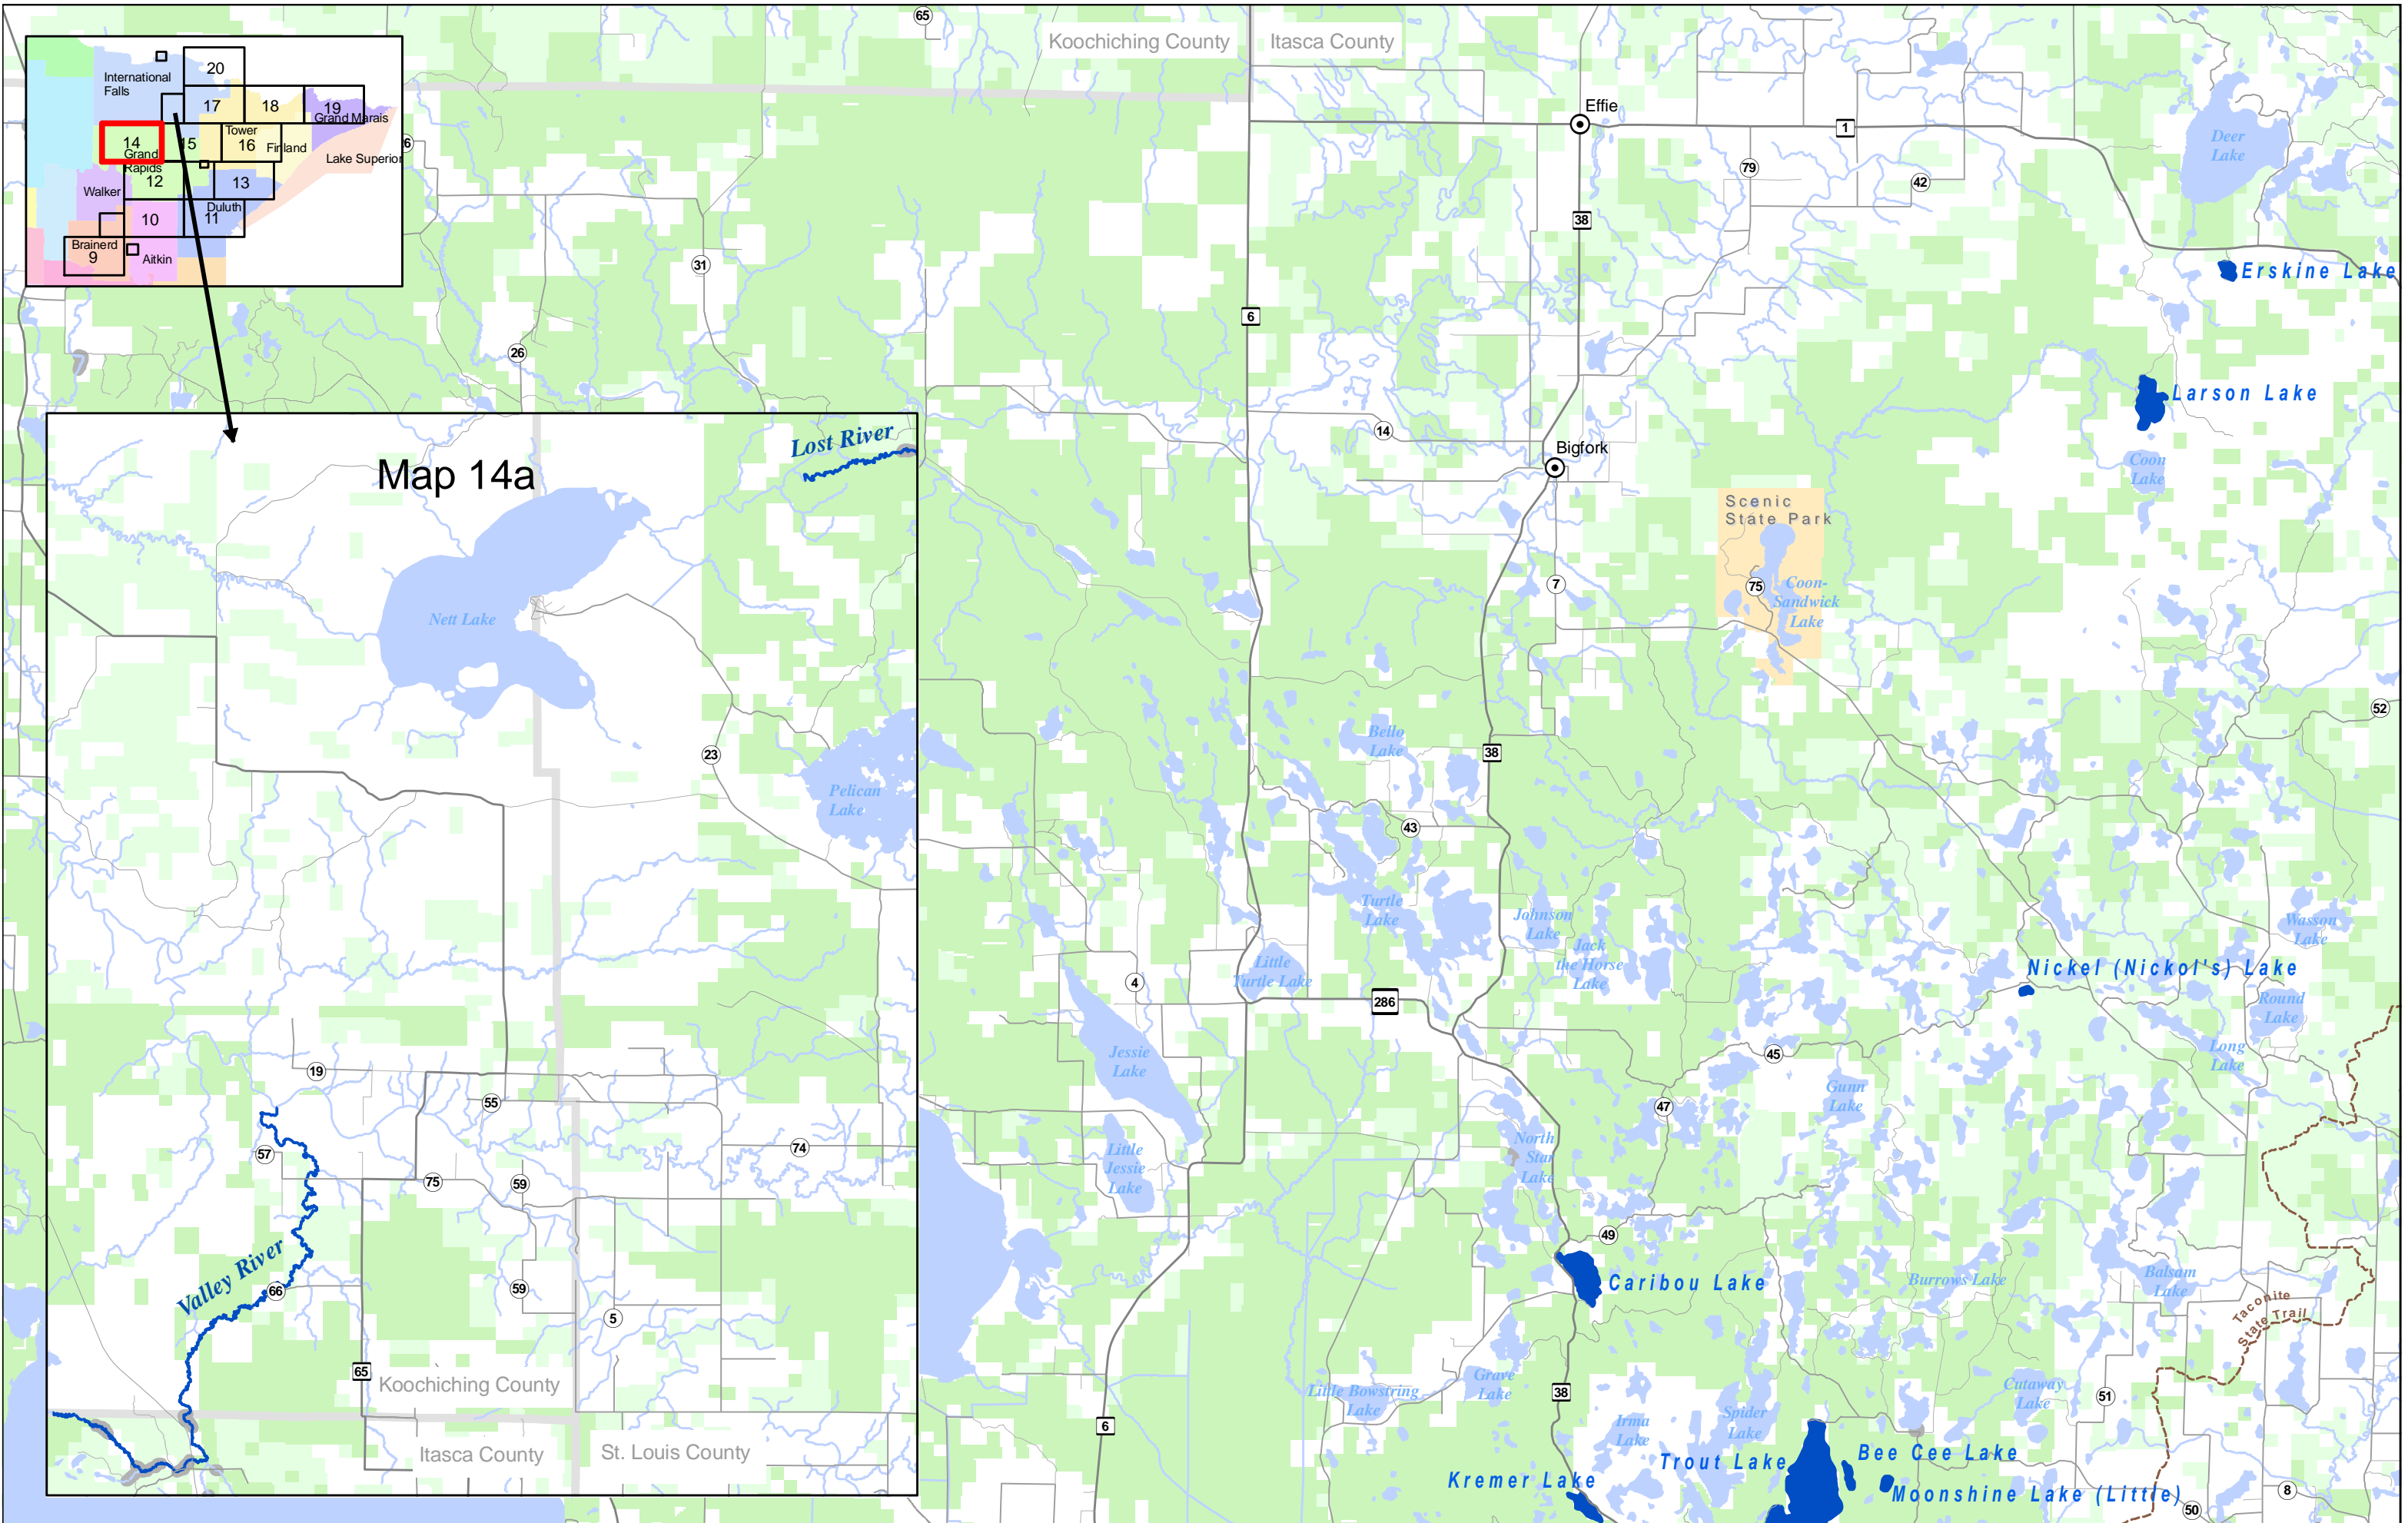 65
Koochiching County
Itasca County
International
Falls
20
17
18
19
Grand Marais
14
Grand
Rapids
15
Tower
16
Finland
Lake Superior
12
13
Walker
10
Duluth
11
Brainerd
9
Aitkin
6
Effie
1
79
42
38
Deer
Lake
Erskine Lake
31
6
26
Larson Lake
14
Bigfork
Coon
Lake
Map 14a
Lost River
Nett Lake
23
Pelican
Lake
Scenic
State Park
75
Coon-
Sandwick
Lake
7
52
Bello
Lake
38
43
Turtle
Lake
Johnson
Lake
Jack
the Horse
Lake
Wasson
Lake
Little
Turtle Lake
4
286
Nickel (Nickol's) Lake
Round
Lake
Long
Lake
Jessie
Lake
45
Gunn
Lake
47
19
55
57
74
75
59
Little
Jessie
Lake
North
Star
Lake
49
Valley River
66
59
5
Caribou Lake
Burrows Lake
Balsam
Lake
Taconite
State Trail
65
Koochiching County
Itasca County
St. Louis County
Little Bowstring
Lake
Grave
Lake
38
6
Irma
Lake
Spider
Lake
Cutaway
Lake
51
Trout Lake
Bee Cee Lake
Kremer Lake
Moonshine Lake (Little)
50
8